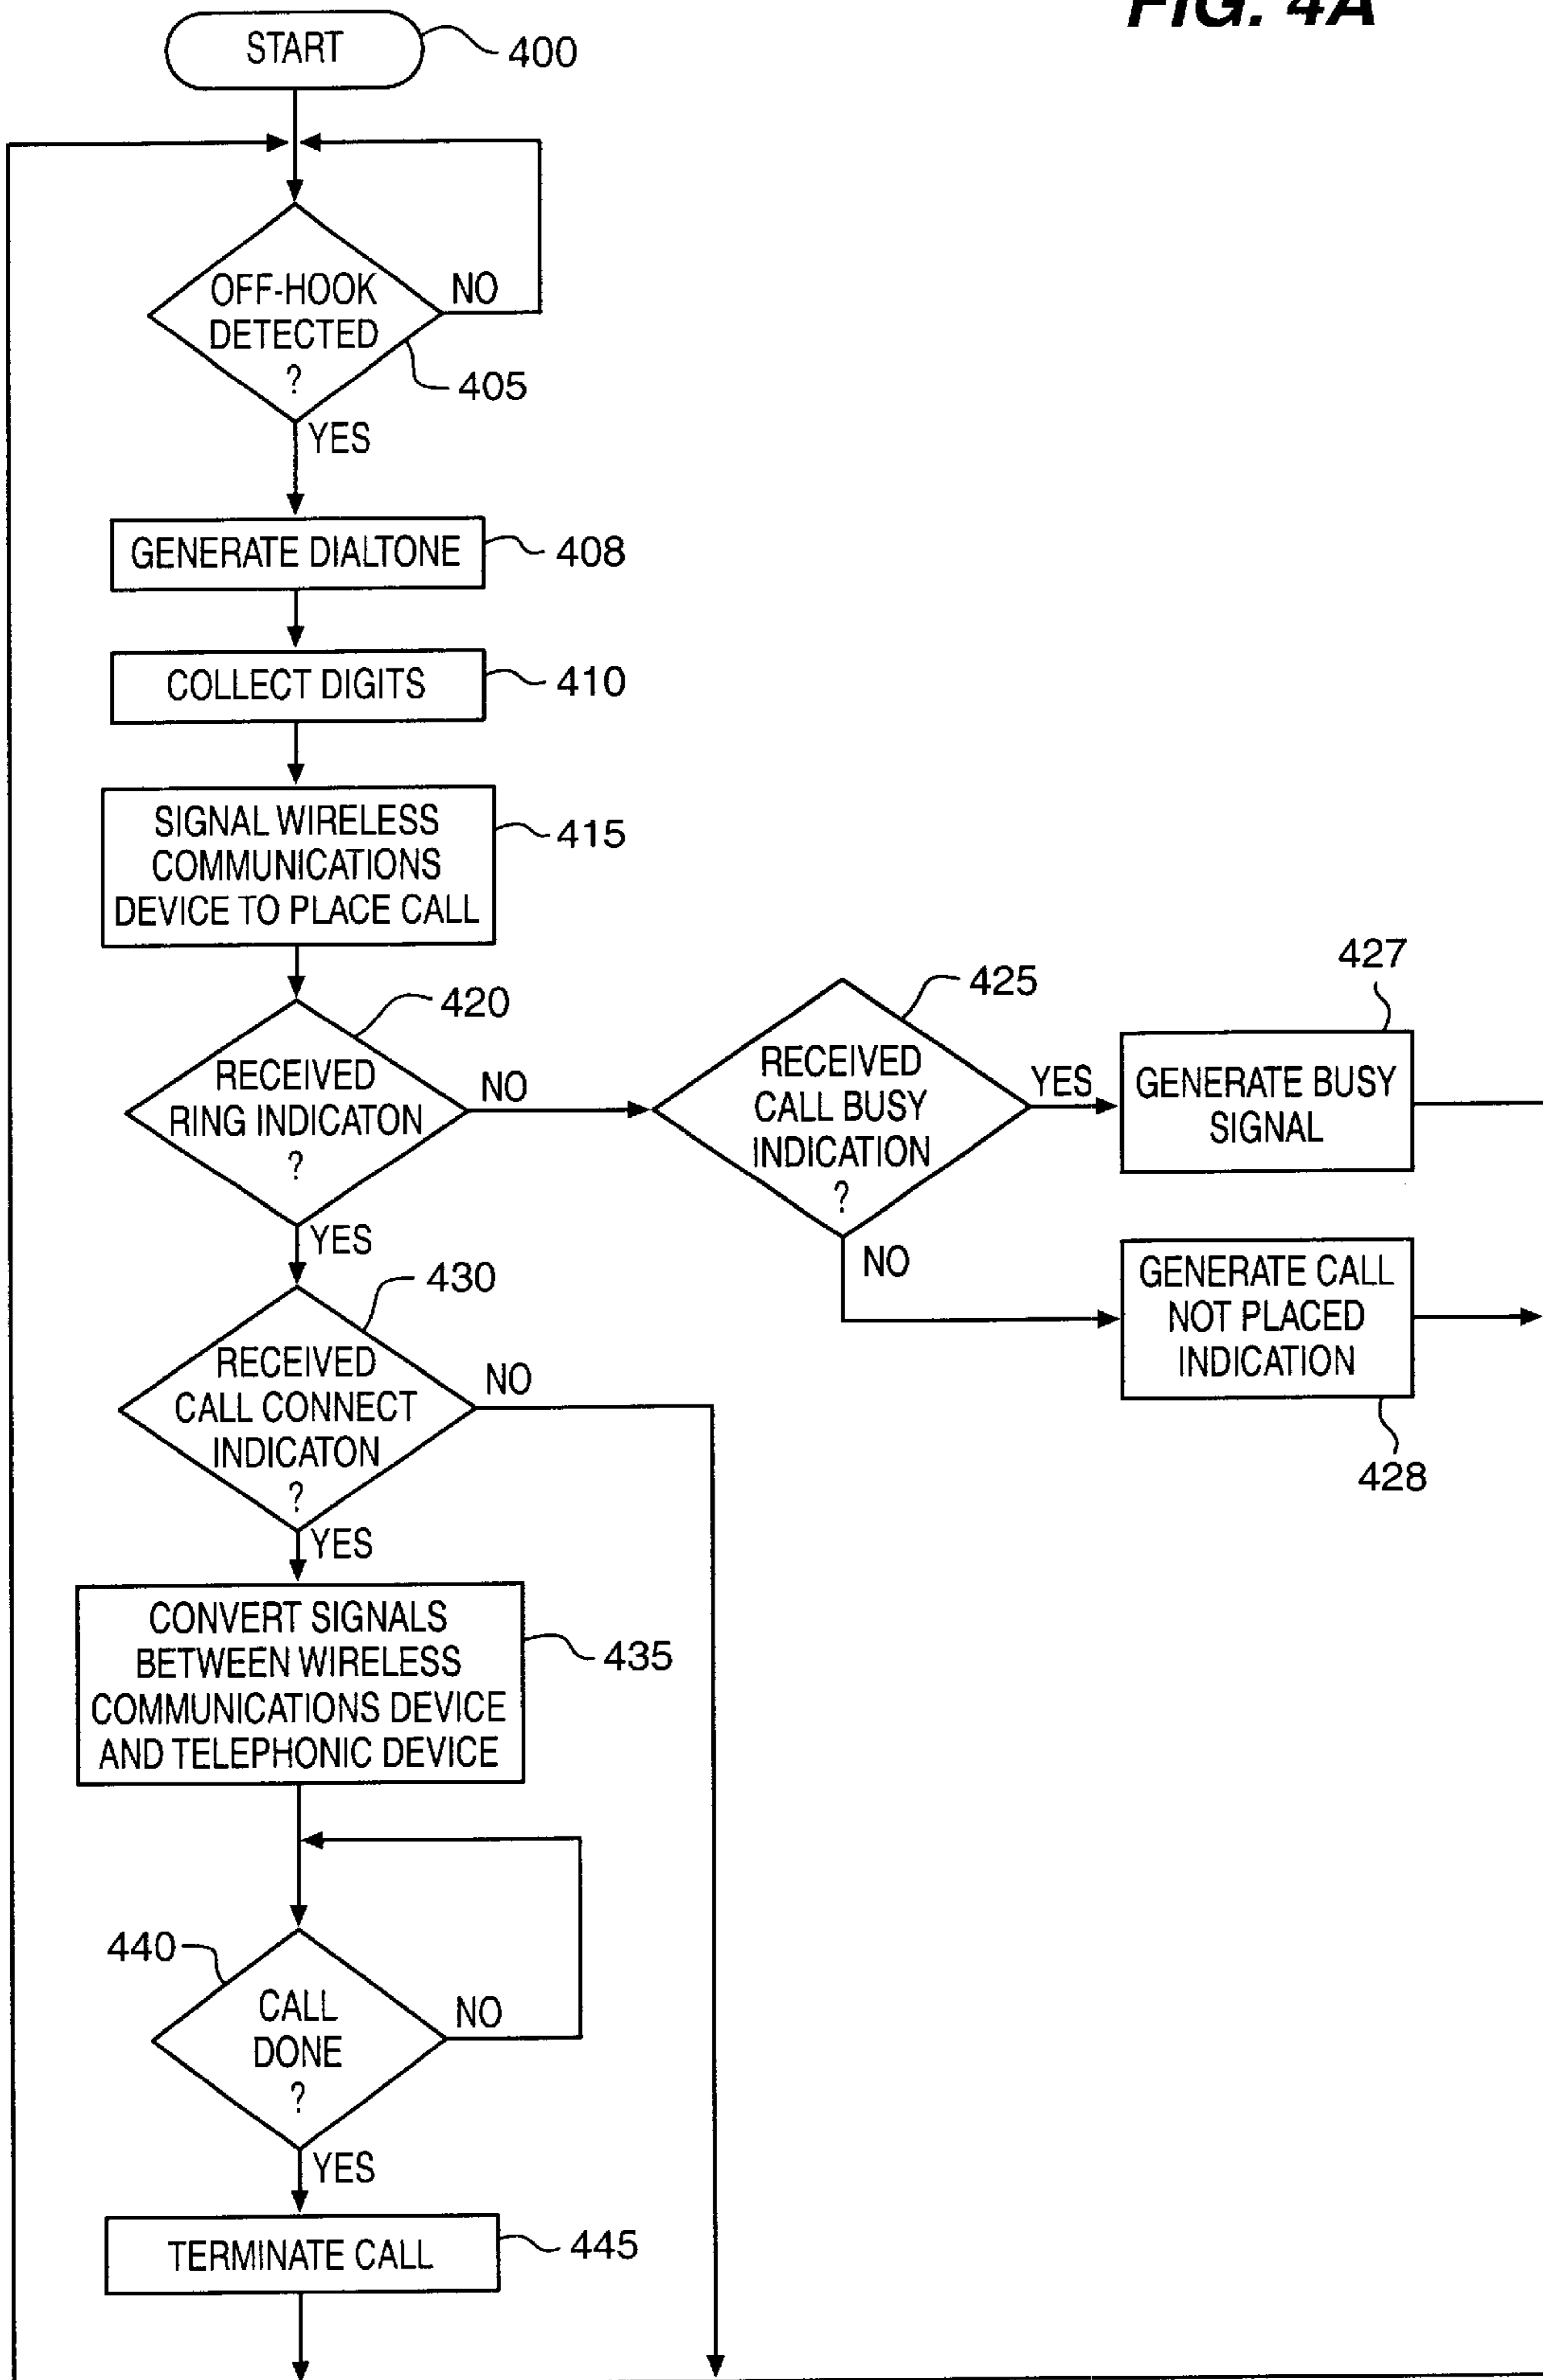 FIG. 4A
START
400
OFF-HOOK
DETECTED
?
NO
405
YES
GENERATE DIALTONE
408
COLLECT DIGITS
410
SIGNAL WIRELESS
COMMUNICATIONS
DEVICE TO PLACE CALL
415
420
RECEIVED
RING INDICATON
?
NO
YES
425
RECEIVED
CALL BUSY
INDICATION
?
YES
NO
427
GENERATE BUSY
SIGNAL
GENERATE CALL
NOT PLACED
INDICATION
428
430
RECEIVED
CALL CONNECT
INDICATON
?
NO
YES
CONVERT SIGNALS
BETWEEN WIRELESS
COMMUNICATIONS DEVICE
AND TELEPHONIC DEVICE
435
440
CALL
DONE
?
NO
YES
TERMINATE CALL
445